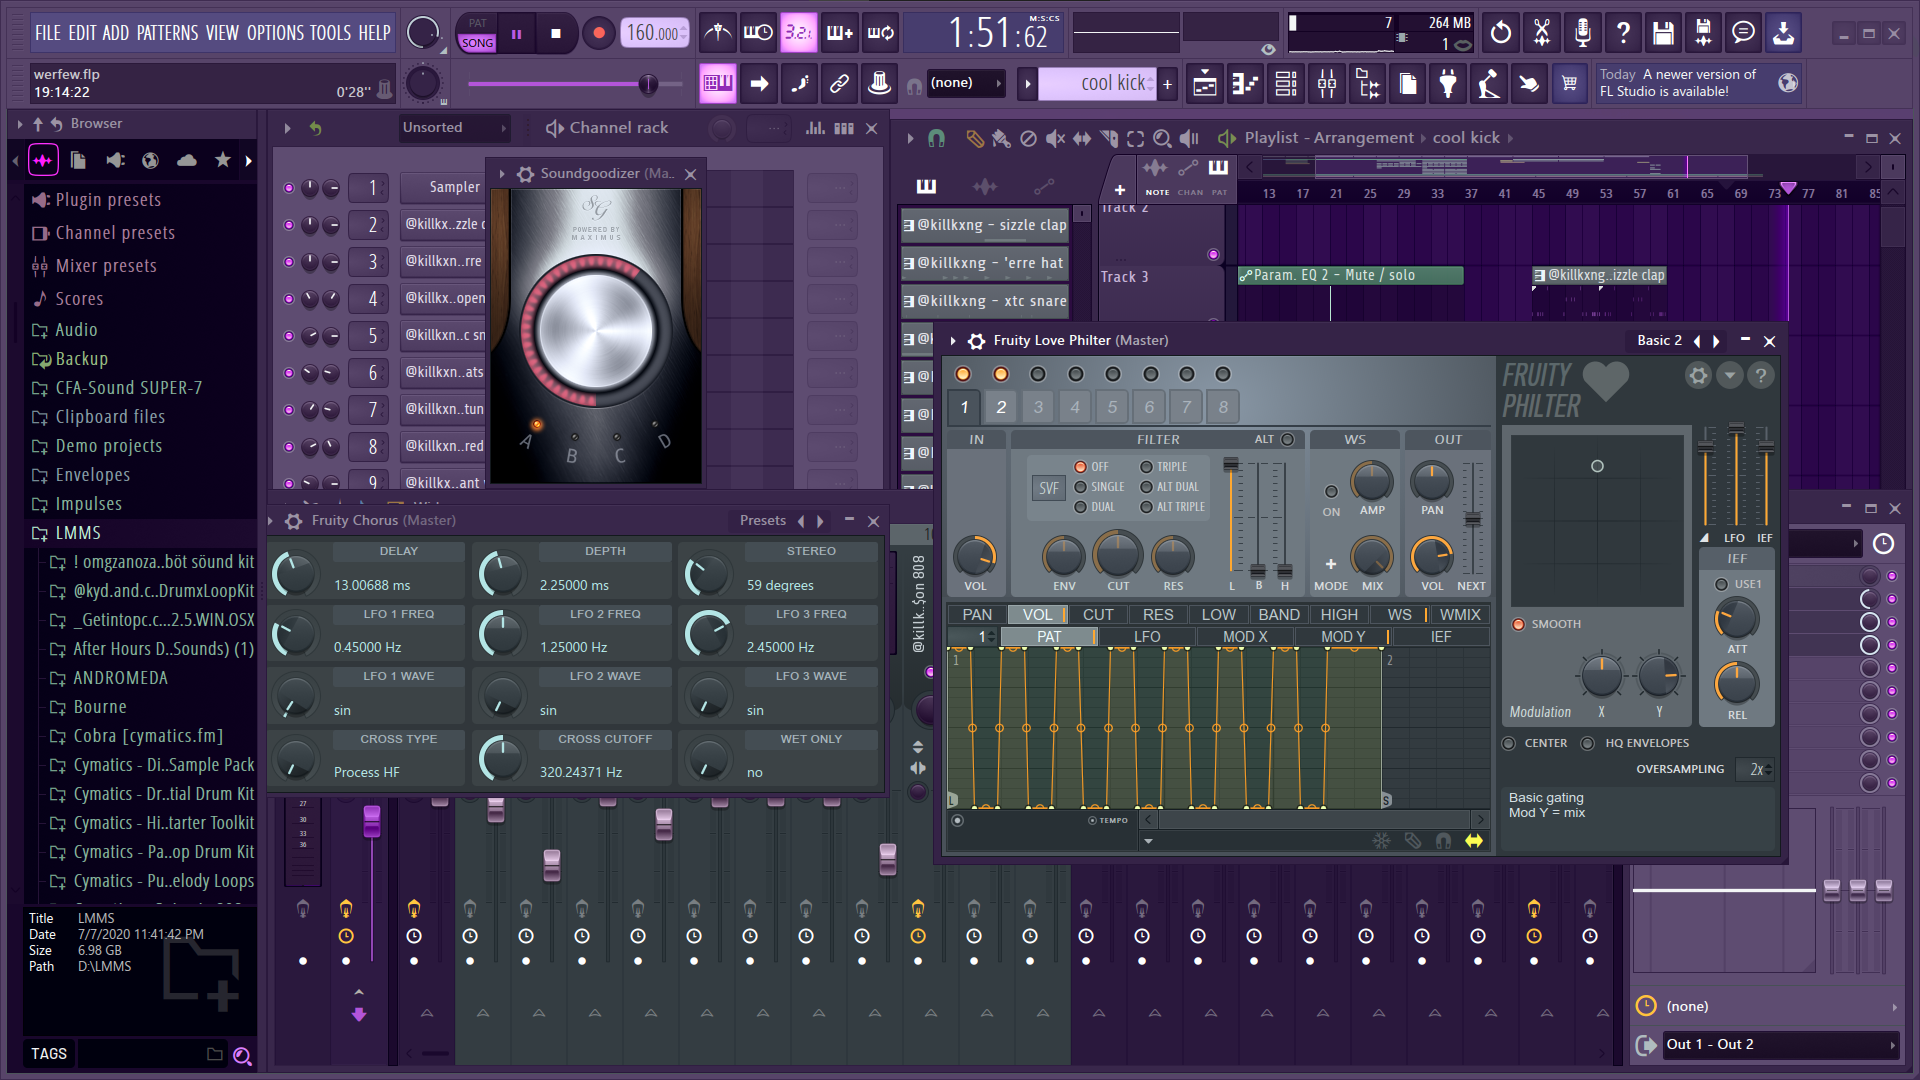 FILE EDIT ADD PATTERNS VIEW OPTIONS TOOLS HELP
PAT
SONG
160.000
3.2.
1:51:62
M:S:CS
7
264 MB
1
werfew.flp
19:14:22
0'28''
(none)
cool kick
Today A newer version of
FL Studio is available!
Browser
Plugin presets
Channel presets
Mixer presets
Scores
Audio
Backup
CFA-Sound SUPER-7
Clipboard files
Demo projects
Envelopes
Impulses
LMMS
! omgzanoza..böt söund kit
@kyd.and.c..DrumxLoopKit
_Getintopc.c...2.5.WIN.OSX
After Hours D..Sounds) (1)
ANDROMEDA
Bourne
Cobra [cymatics.fm]
Cymatics - Di..Sample Pack
Cymatics - Dr..tial Drum Kit
Cymatics - Hi..tarter Toolkit
Cymatics - Pa..op Drum Kit
Cymatics - Pu..elody Loops
Title LMMS
Date 7/7/2020 11:41:42 PM
Size 6.98 GB
Path D:\LMMS
TAGS
Unsorted
Channel rack
1 Sampler
2 @killkx..zzle c
3 @killkxn..rre
4 @killkx..open
5 @killkxn..c sn
6 @killkxn..ats
7 @killkxn..tun
8 @killkxn..red
9 @killkx..ant
Soundgoodizer (Ma..
SG
POWERED BY
MAXIMUS
A
B
C
D
Playlist - Arrangement
cool kick
NOTE CHAN PAT
13 17 21 25 29 33 37 41 45 49 53 57 61 65 69 73 77 81 85
@killkxng - sizzle clap
@killkxng - 'erre hat
@killkxng - xtc snare
Track 2
Track 3
Param. EQ 2 - Mute / solo
@killkxng..izzle clap
Fruity Chorus (Master)
Presets
DELAY
13.00688 ms
DEPTH
2.25000 ms
STEREO
59 degrees
LFO 1 FREQ
0.45000 Hz
LFO 2 FREQ
1.25000 Hz
LFO 3 FREQ
2.45000 Hz
LFO 1 WAVE
sin
LFO 2 WAVE
sin
LFO 3 WAVE
sin
CROSS TYPE
Process HF
CROSS CUTOFF
320.24371 Hz
WET ONLY
no
27
30
33
36
@killk..$on 808
Fruity Love Philter (Master)
Basic 2
1 2 3 4 5 6 7 8
IN
FILTER
ALT
WS
OUT
SVF
OFF
SINGLE
DUAL
TRIPLE
ALT DUAL
ALT TRIPLE
ENV
CUT
RES
L
B
H
VOL
ON
AMP
MODE
MIX
PAN
VOL
NEXT
PAN VOL CUT RES LOW BAND HIGH WS WMIX
1 PAT LFO MOD X MOD Y IEF
1
2
L
S
TEMPO
FRUITY
PHILTER
LFO IEF
IEF
USE1
ATT
REL
SMOOTH
Modulation X Y
CENTER
HQ ENVELOPES
OVERSAMPLING 2x
Basic gating
Mod Y = mix
(none)
Out 1 - Out 2